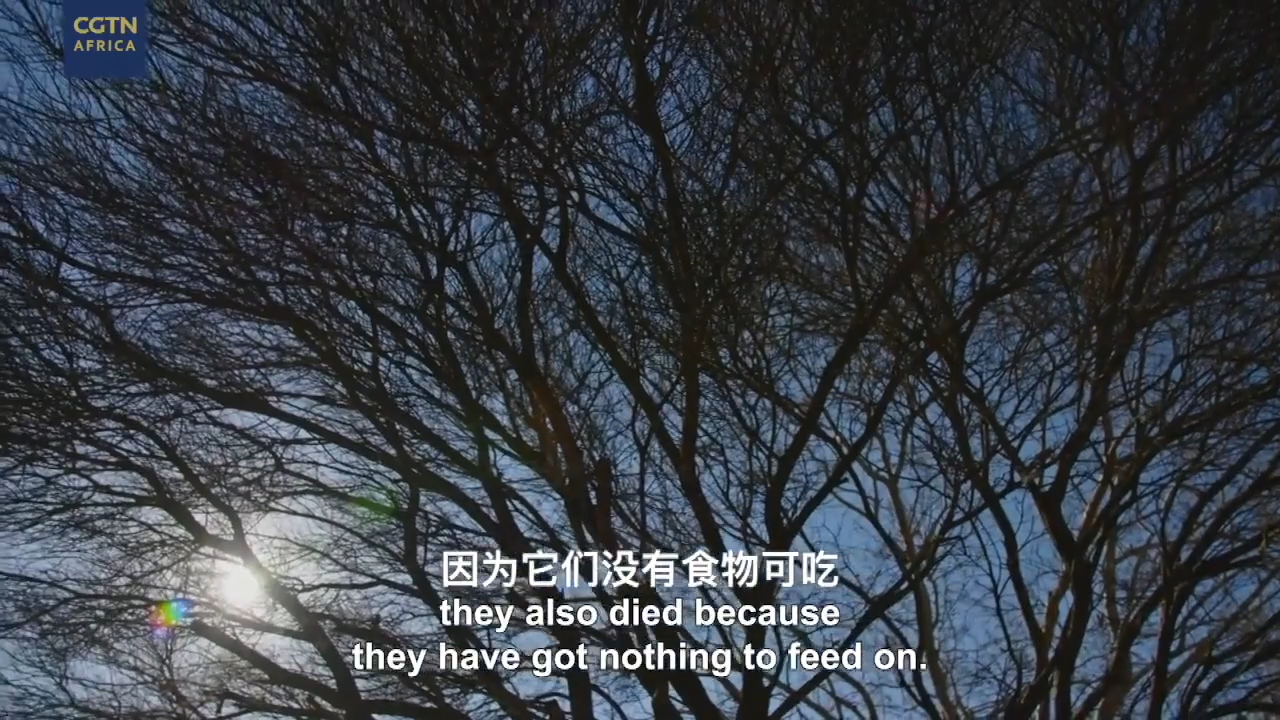 CGTN
AFRICA
因为它们没有食物可吃
they also died because
they have got nothing to feed on.